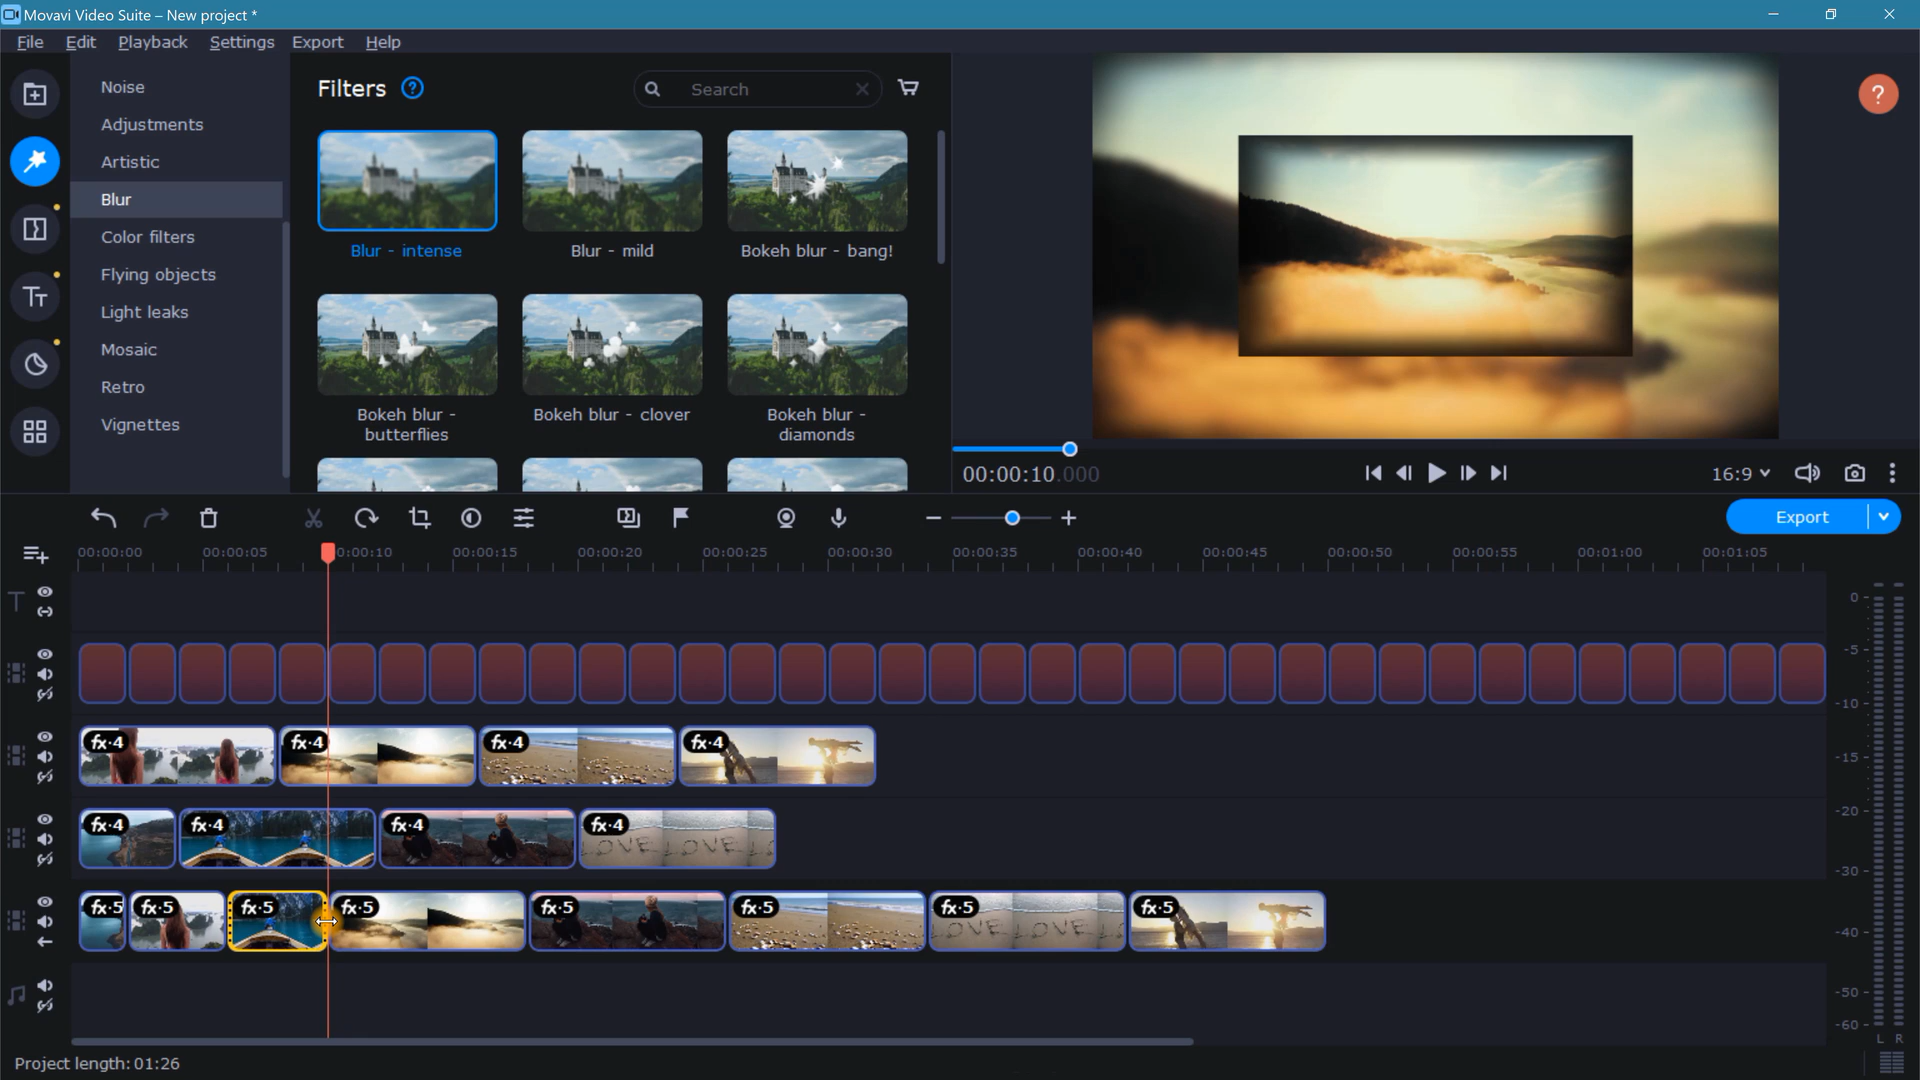 Movavi Video Suite – New project *
File Edit Playback Settings Export Help
Noise
Adjustments
Artistic
Blur
Color filters
Flying objects
Light leaks
Mosaic
Retro
Vignettes
Filters ?
Search
Blur - intense
Blur - mild
Bokeh blur - bang!
Bokeh blur - butterflies
Bokeh blur - clover
Bokeh blur - diamonds
?
00:00:10.000
16:9
Export
00:00:00 00:00:05 00:00:10 00:00:15 00:00:20 00:00:25 00:00:30 00:00:35 00:00:40 00:00:45 00:00:50 00:00:55 00:01:00 00:01:05
fx·4 fx·4 fx·4 fx·4
fx·4 fx·4 fx·4 fx·4
LOVE LOVE L
fx·5 fx·5 fx·5 fx·5 fx·5 fx·5 fx·5 fx·5
LOVE LOVE L
0
-5
-10
-15
-20
-30
-40
-50
-60
L R
Project length: 01:26